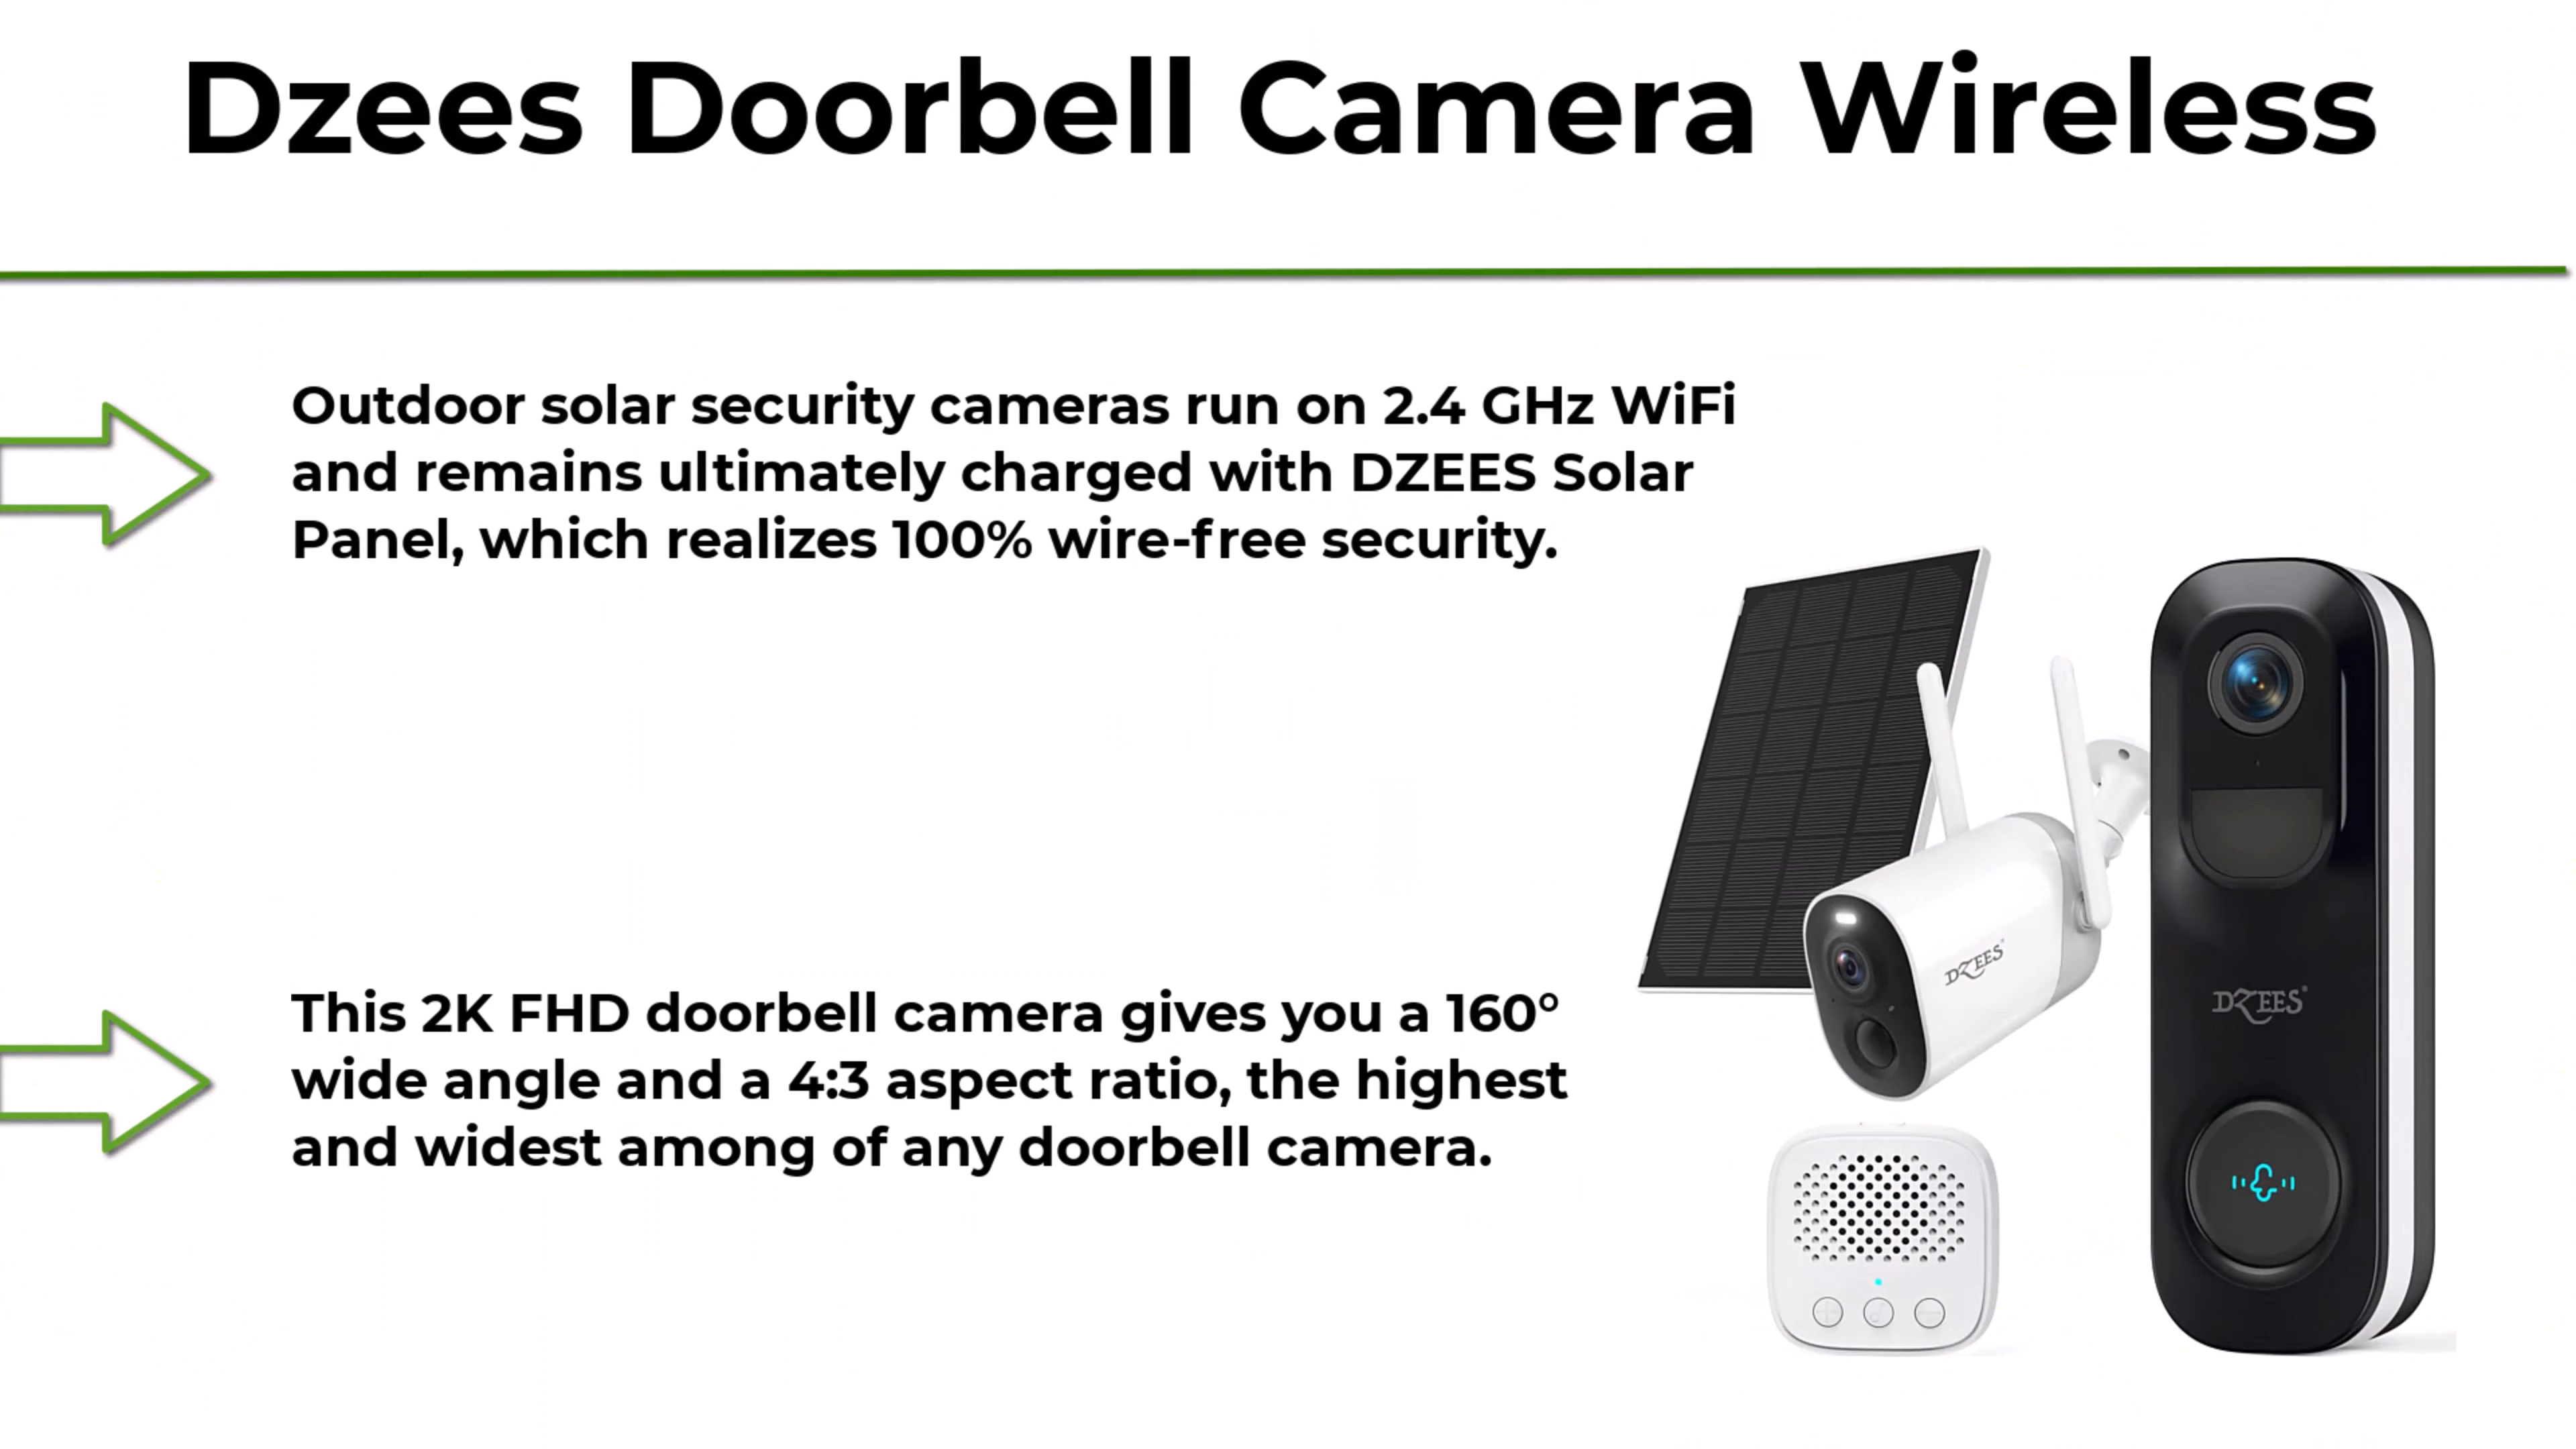 Dzees Doorbell Camera Wireless
Outdoor solar security cameras run on 2.4 GHz WiFi
and remains ultimately charged with DZEES Solar
Panel, which realizes 100% wire-free security.
This 2K FHD doorbell camera gives you a 160°
wide angle and a 4:3 aspect ratio, the highest
and widest among of any doorbell camera.
DZEES®
DZEES®